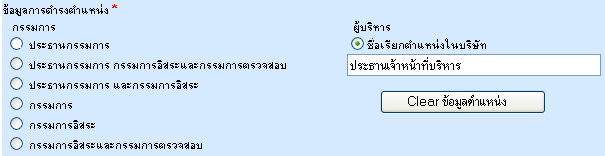 ข้อมูลการดำรงตำแหน่ง *
กรรมการ
ประธานกรรมการ
ประธานกรรมการ กรรมการอิสระและกรรมการตรวจสอบ
ประธานกรรมการ และกรรมการอิสระ
กรรมการ
กรรมการอิสระ
กรรมการอิสระและกรรมการตรวจสอบ
ผู้บริหาร
ชื่อเรียกตำแหน่งในบริษัท
ประธานเจ้าหน้าที่บริหาร
Clear ข้อมูลตำแหน่ง